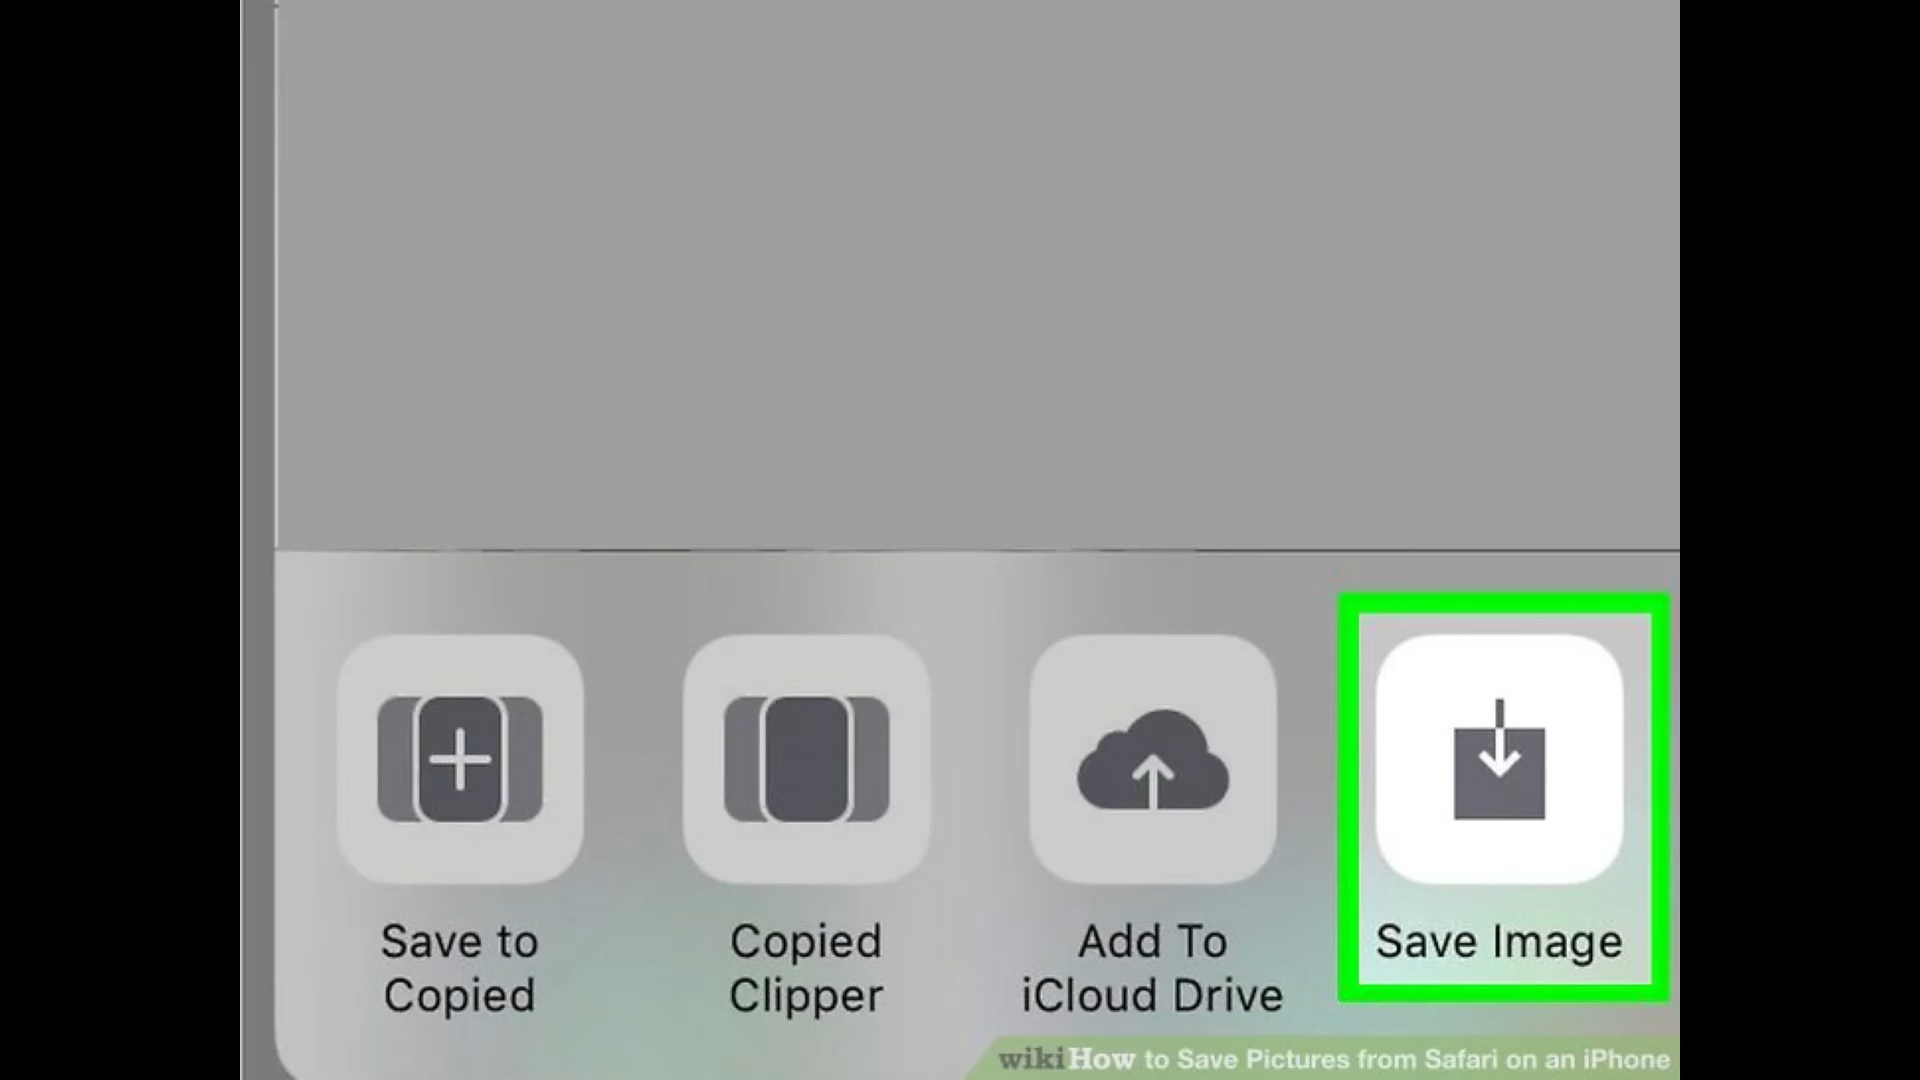 Save to
Copied
Copied
Clipper
Add To
iCloud Drive
Save Image
wikiHow to Save Pictures from Safari on an iPhone